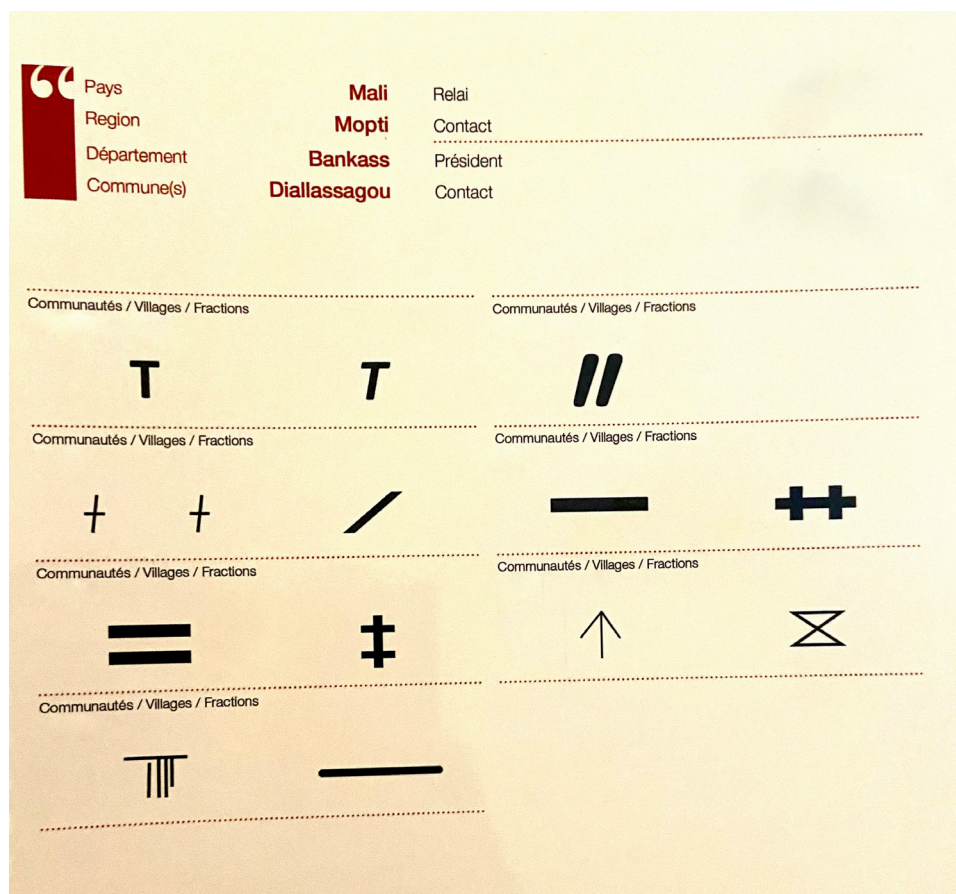 Pays Mali Relai
Region Mopti Contact
Département Bankass Président
Commune(s) Diallassagou Contact
Communautés / Villages / Fractions Communautés / Villages / Fractions
T T
Communautés / Villages / Fractions Communautés / Villages / Fractions
Communautés / Villages / Fractions Communautés / Villages / Fractions
Communautés / Villages / Fractions